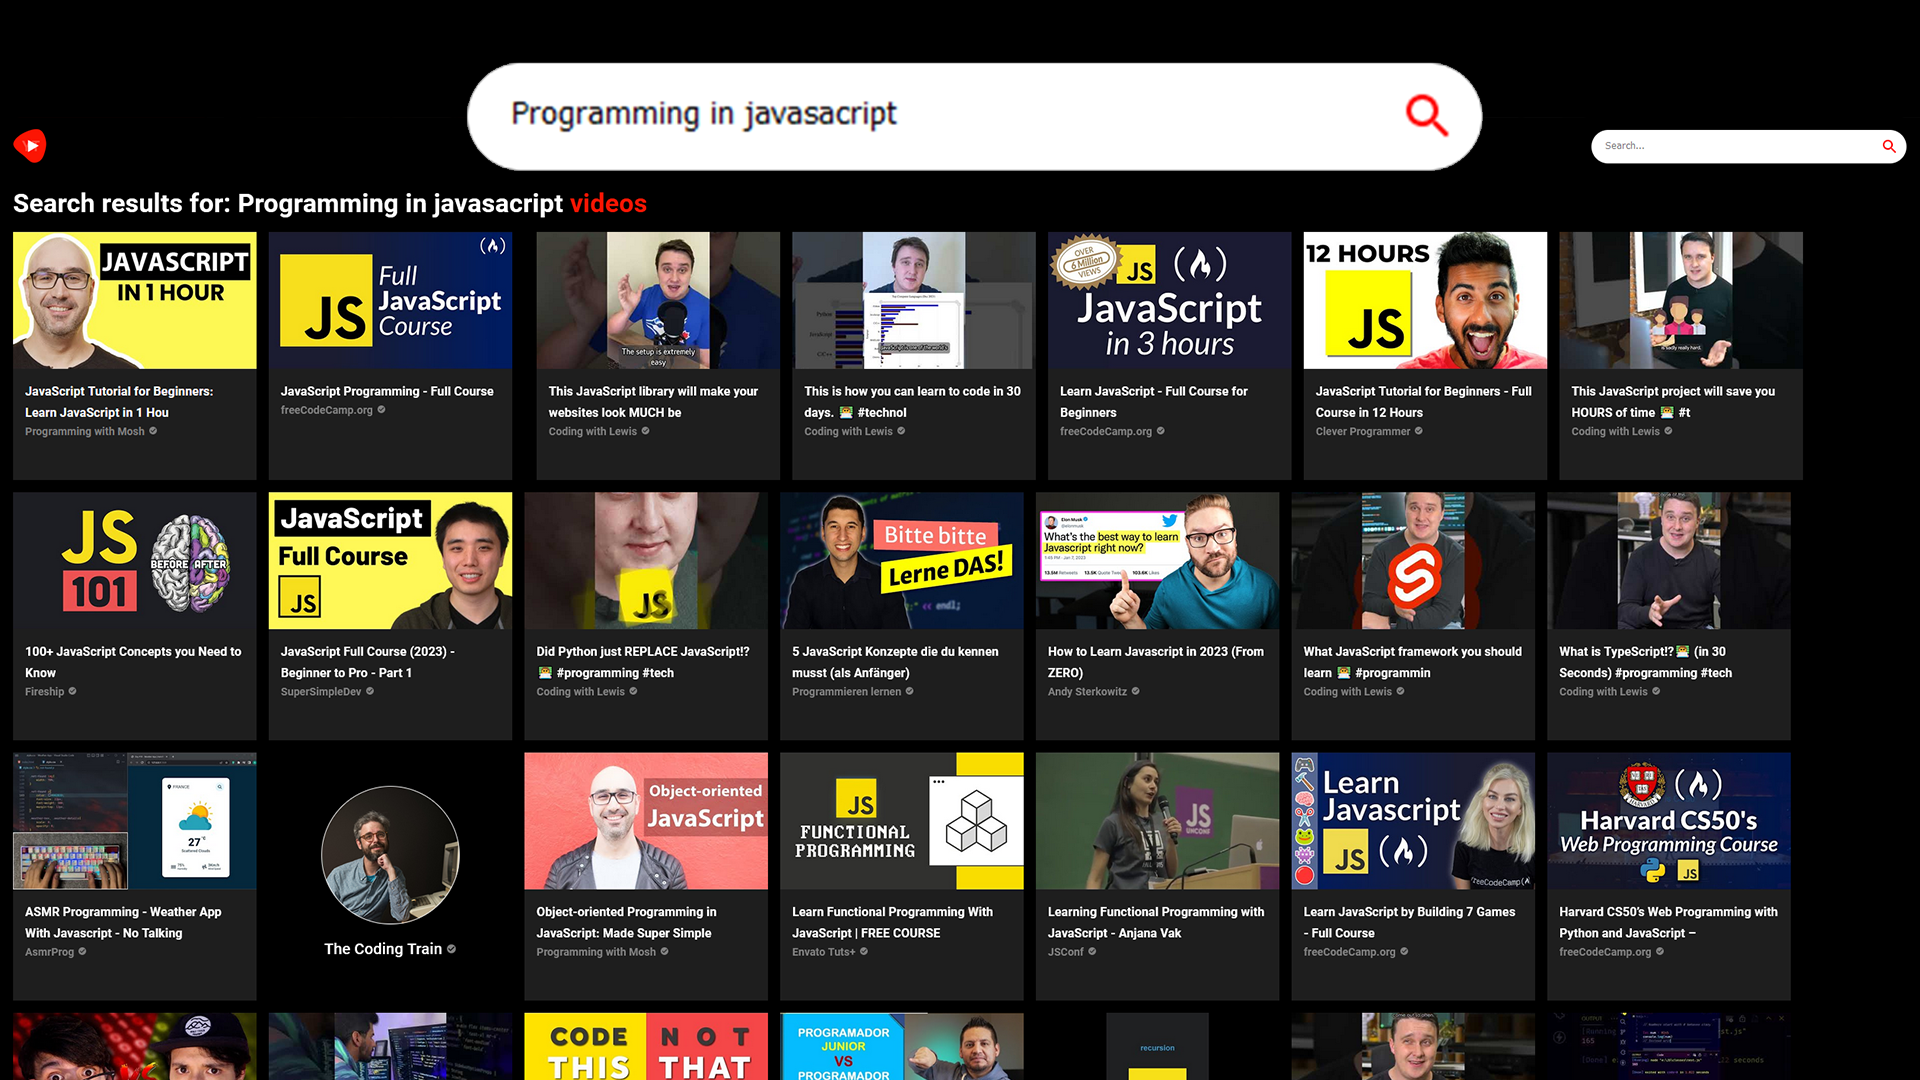 Programming in javasacript
Search...
Search results for: Programming in javasacript videos
JAVASCRIPT
IN 1 HOUR
JavaScript Tutorial for Beginners:
Learn JavaScript in 1 Hou
Programming with Mosh
JS
Full
JavaScript
Course
JavaScript Programming - Full Course
freeCodeCamp.org
The setup is extremely
easy
This JavaScript library will make your
websites look MUCH be
Coding with Lewis
This is how you can learn to code in 30
days. 👨‍💻 #technol
Coding with Lewis
OVER
6 Million
VIEWS
JS
JavaScript
in 3 hours
Learn JavaScript - Full Course for
Beginners
freeCodeCamp.org
12 HOURS
JS
JavaScript Tutorial for Beginners - Full
Course in 12 Hours
Clever Programmer
is sadly really hard.
This JavaScript project will save you
HOURS of time 👨‍💻 #t
Coding with Lewis
JS
101
BEFORE AFTER
100+ JavaScript Concepts you Need to
Know
Fireship
JavaScript
Full Course
JS
JavaScript Full Course (2023) -
Beginner to Pro - Part 1
SuperSimpleDev
JS
Did Python just REPLACE JavaScript!?
👨‍💻 #programming #tech
Coding with Lewis
Bitte bitte
Lerne DAS!
5 JavaScript Konzepte die du kennen
musst (als Anfänger)
Programmieren lernen
Elon Musk
What's the best way to learn
Javascript right now?
How to Learn Javascript in 2023 (From
ZERO)
Andy Sterkowitz
What JavaScript framework you should
learn 👨‍💻 #programmin
Coding with Lewis
What is TypeScript!? 👨‍💻 (in 30
Seconds) #programming #tech
Coding with Lewis
27
ASMR Programming - Weather App
With Javascript - No Talking
AsmrProg
The Coding Train
Object-oriented
JavaScript
Object-oriented Programming in
JavaScript: Made Super Simple
Programming with Mosh
JS
FUNCTIONAL
PROGRAMMING
Learn Functional Programming With
JavaScript | FREE COURSE
Envato Tuts+
JS
UNCONF
Learning Functional Programming with
JavaScript - Anjana Vak
JSConf
Learn
Javascript
JS
freeCodeCamp
Learn JavaScript by Building 7 Games
- Full Course
freeCodeCamp.org
Harvard CS50's
Web Programming Course
JS
Harvard CS50's Web Programming with
Python and JavaScript –
freeCodeCamp.org
CODE NOT
THIS THAT
PROGRAMADOR
JUNIOR
VS
PROGRAMADOR
recursion